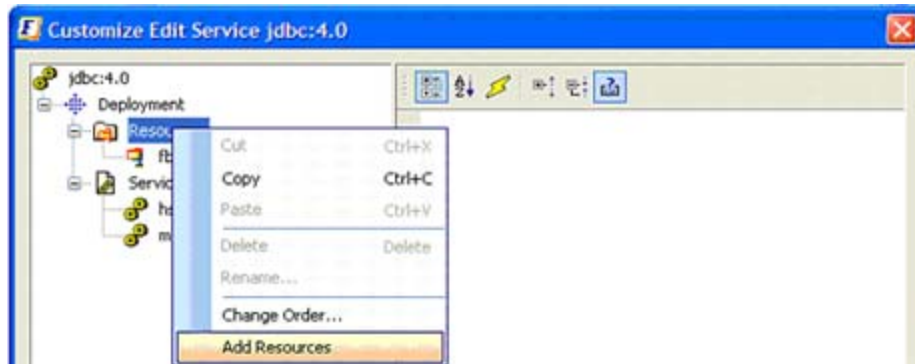 Customize Edit Service jdbc:4.0
jdbc:4.0
Deployment
Cut Ctrl+X
Copy Ctrl+C
Paste Ctrl+V
Delete Delete
Rename...
Change Order...
Add Resources